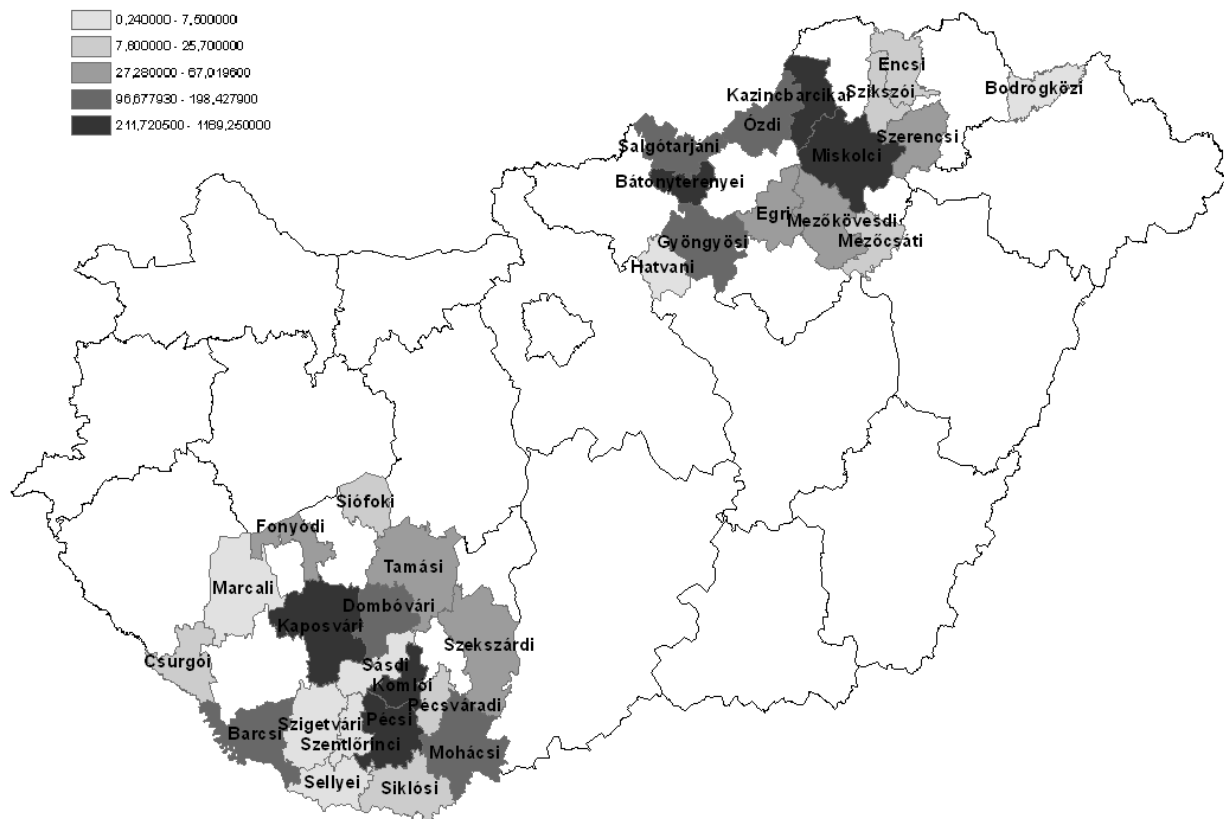 0,240000 - 7,500000
7,800000 - 25,700000
27,280000 - 67,019600
96,677930 - 198,427900
211,720500 - 1169,250000
Encsi
Bodrogközi
Szikszói
Kazincbarcikai
Ózdi
Szerencsi
Salgótarjáni
Miskolci
Bátonyterenyei
Egri
Mezőkövesdi
Gyöngyösi
Mezőcsáti
Hatvani
Siófoki
Fonyódi
Tamási
Marcali
Dombóvári
Kaposvári
Szekszárdi
Csurgói
Sásdi
Komlói
Pécsváradi
Pécsi
Szigetvári
Barcsi
Szentlőrinci
Mohácsi
Sellyei
Siklósi